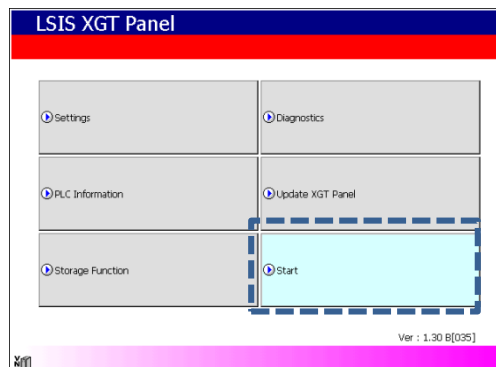 LSIS XGT Panel
Settings
Diagnostics
PLC Information
Update XGT Panel
Storage Function
Start
Ver : 1.30 B[035]